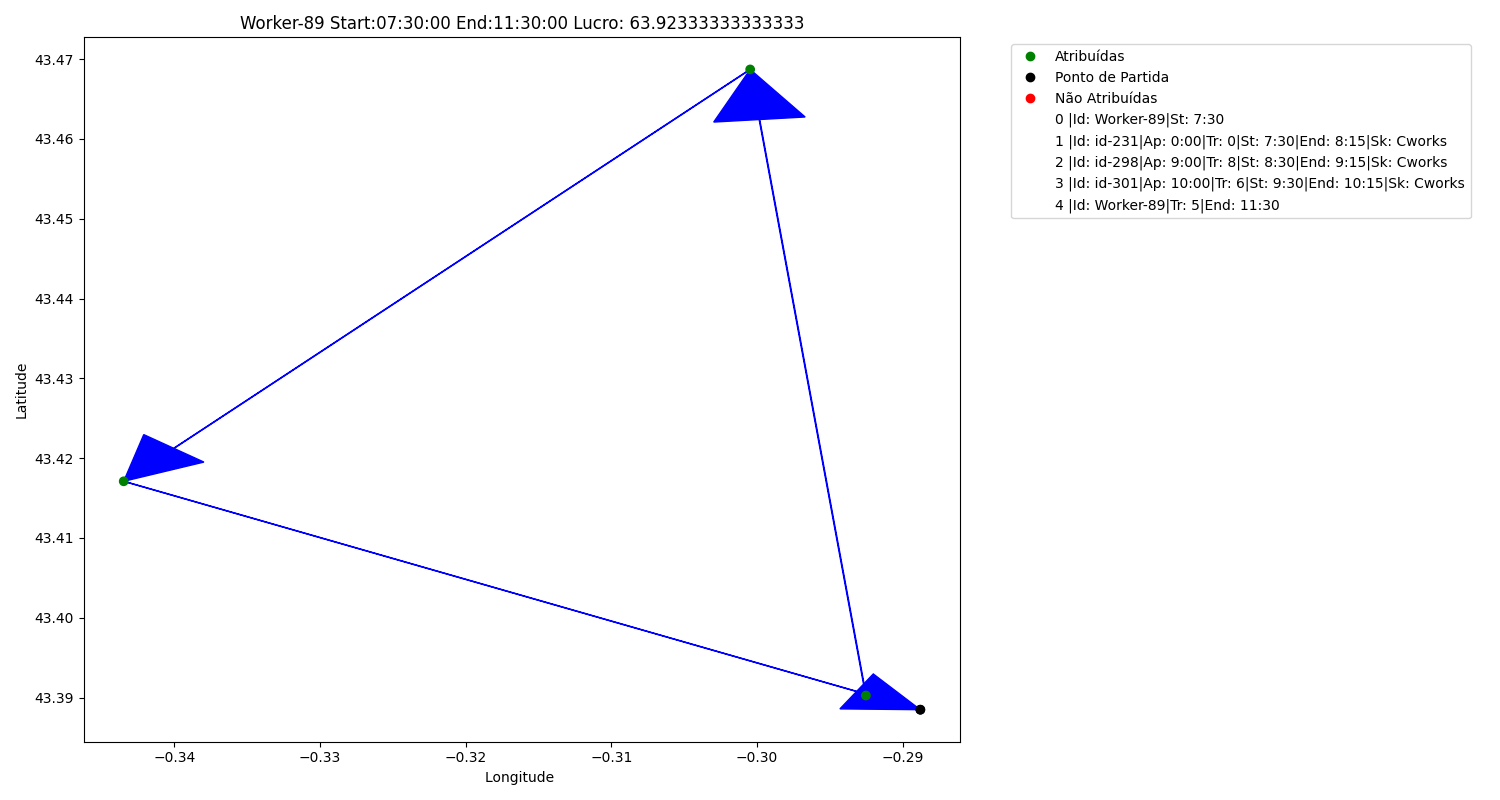 Worker-89 Start:07:30:00 End:11:30:00 Lucro: 63.92333333333333
43.47
43.46
43.45
43.44
43.43
43.42
43.41
43.40
43.39
Latitude
−0.34
−0.33
−0.32
−0.31
−0.30
−0.29
Longitude
Atribuídas
Ponto de Partida
Não Atribuídas
0 |Id: Worker-89|St: 7:30
1 |Id: id-231|Ap: 0:00|Tr: 0|St: 7:30|End: 8:15|Sk: Cworks
2 |Id: id-298|Ap: 9:00|Tr: 8|St: 8:30|End: 9:15|Sk: Cworks
3 |Id: id-301|Ap: 10:00|Tr: 6|St: 9:30|End: 10:15|Sk: Cworks
4 |Id: Worker-89|Tr: 5|End: 11:30